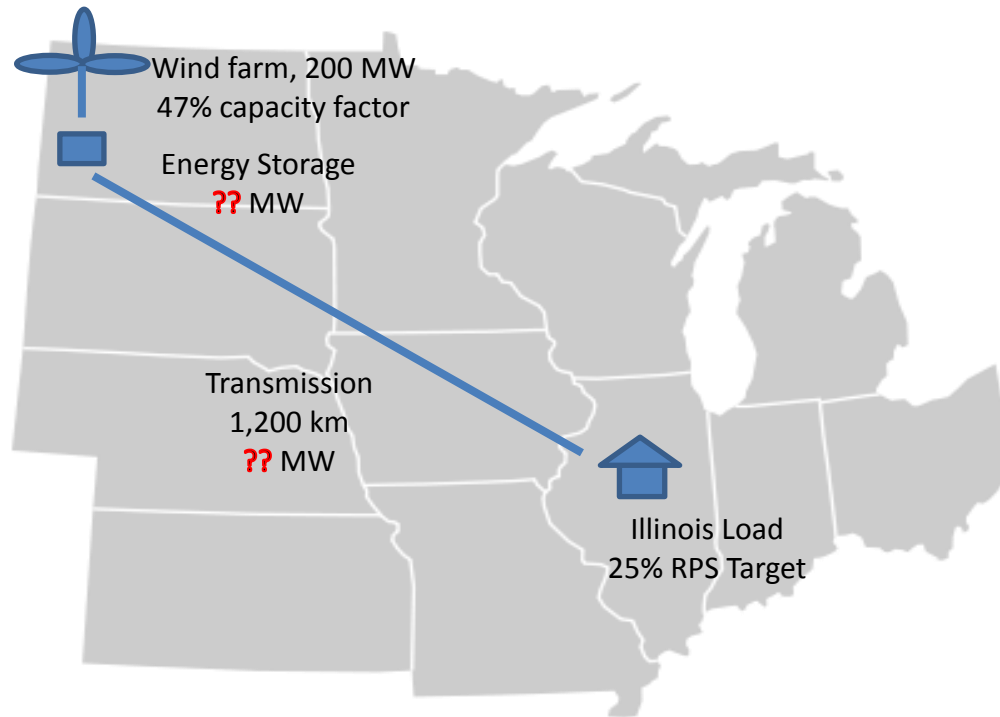 Wind farm, 200 MW
47% capacity factor
Energy Storage
?? MW
Transmission
1,200 km
?? MW
Illinois Load
25% RPS Target